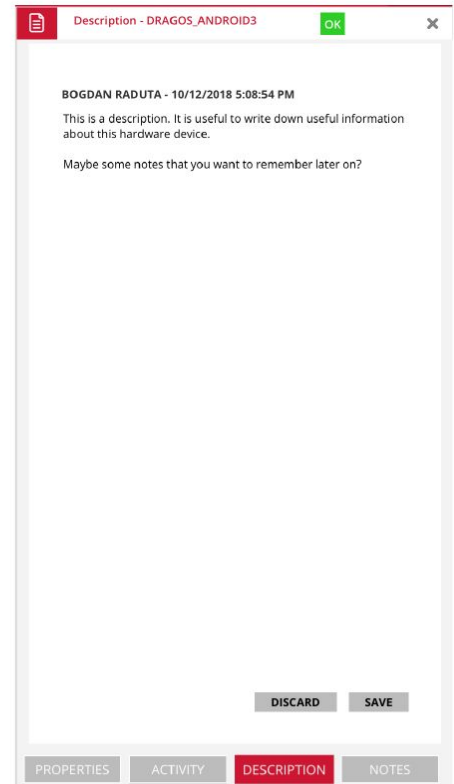 Description - DRAGOS_ANDROID3
OK
BOGDAN RADUTA - 10/12/2018 5:08:54 PM
This is a description. It is useful to write down useful information
about this hardware device.
Maybe some notes that you want to remember later on?
DISCARD SAVE
PROPERTIES ACTIVITY DESCRIPTION NOTES